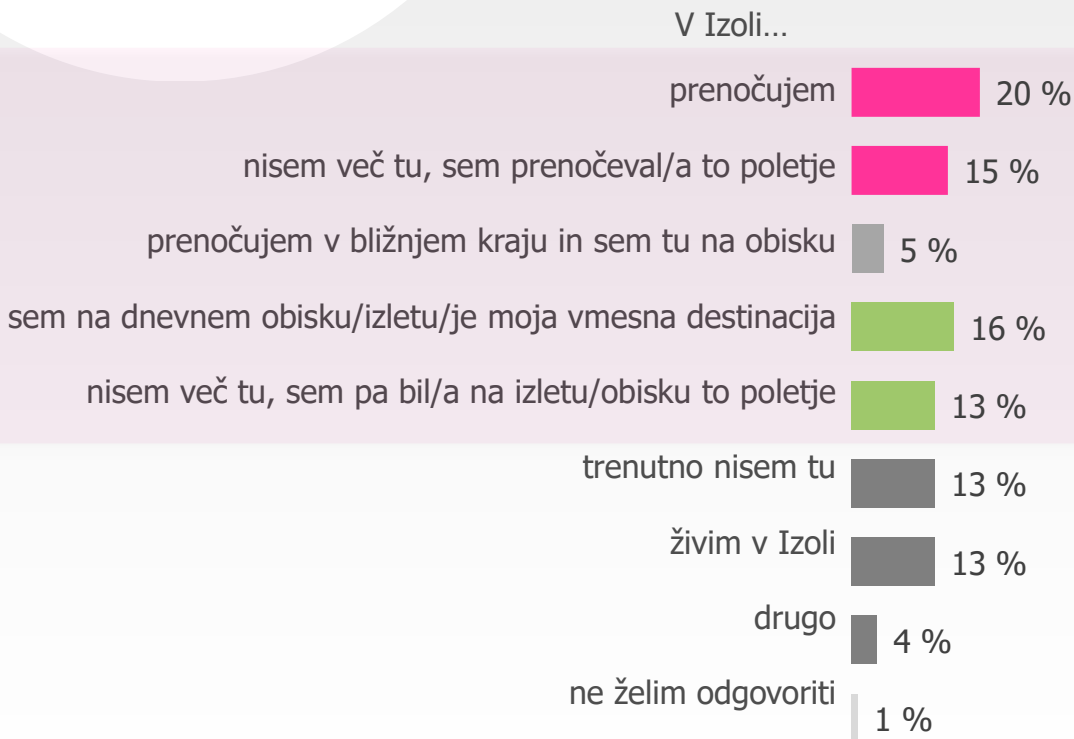 V Izoli…
prenočujem 20 %
nisem več tu, sem prenočeval/a to poletje 15 %
prenočujem v bližnjem kraju in sem tu na obisku 5 %
sem na dnevnem obisku/izletu/je moja vmesna destinacija 16 %
nisem več tu, sem pa bil/a na izletu/obisku to poletje 13 %
trenutno nisem tu 13 %
živim v Izoli 13 %
drugo 4 %
ne želim odgovoriti 1 %